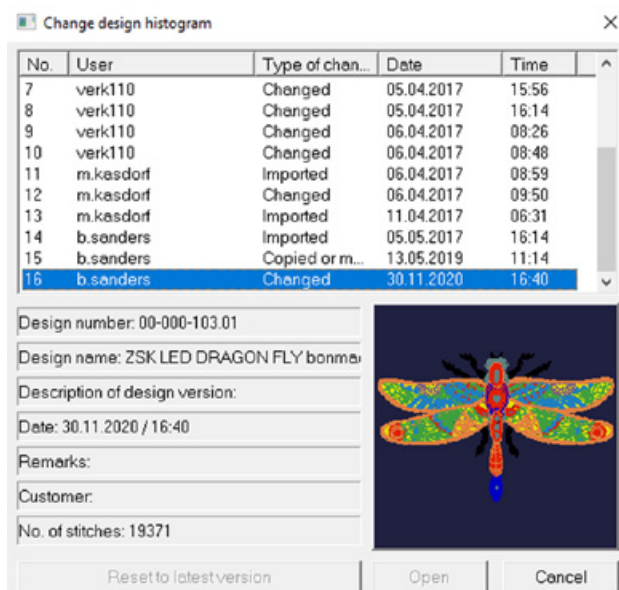 Change design histogram
No. User Type of chan... Date Time
7 verk110 Changed 05.04.2017 15:56
8 verk110 Changed 05.04.2017 16:14
9 verk110 Changed 06.04.2017 08:26
10 verk110 Changed 06.04.2017 08:48
11 m.kasdorf Imported 06.04.2017 08:59
12 m.kasdorf Changed 06.04.2017 09:50
13 m.kasdorf Imported 11.04.2017 06:31
14 b.sanders Imported 05.05.2017 16:14
15 b.sanders Copied or m... 13.05.2019 11:14
16 b.sanders Changed 30.11.2020 16:40
Design number: 00-000-103.01
Design name: ZSK LED DRAGON FLY bonma
Description of design version:
Date: 30.11.2020 / 16:40
Remarks:
Customer:
No. of stitches: 19371
Reset to latest version Open Cancel